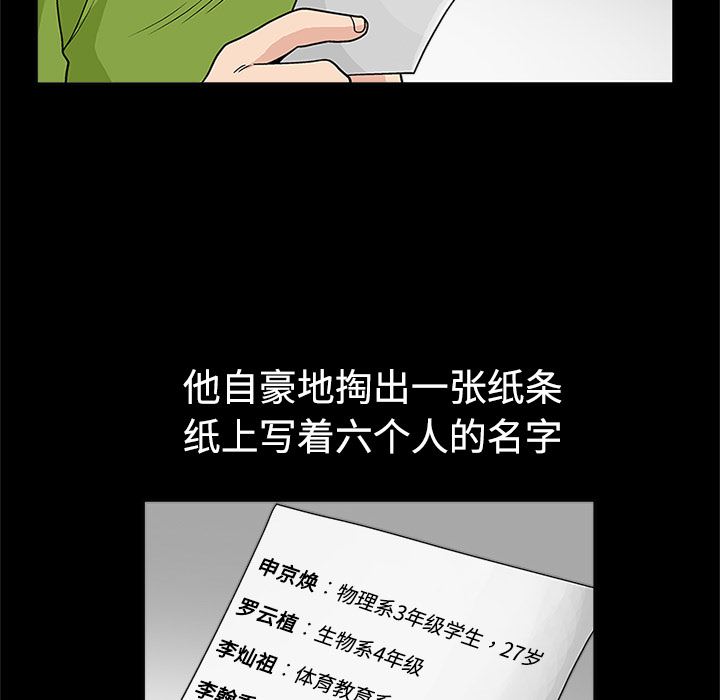 他自豪地掏出一张纸条
纸上写着六个人的名字
申京焕：物理系3年级学生，27岁
罗云植：生物系4年级
李灿祖：体育教育系
李翰